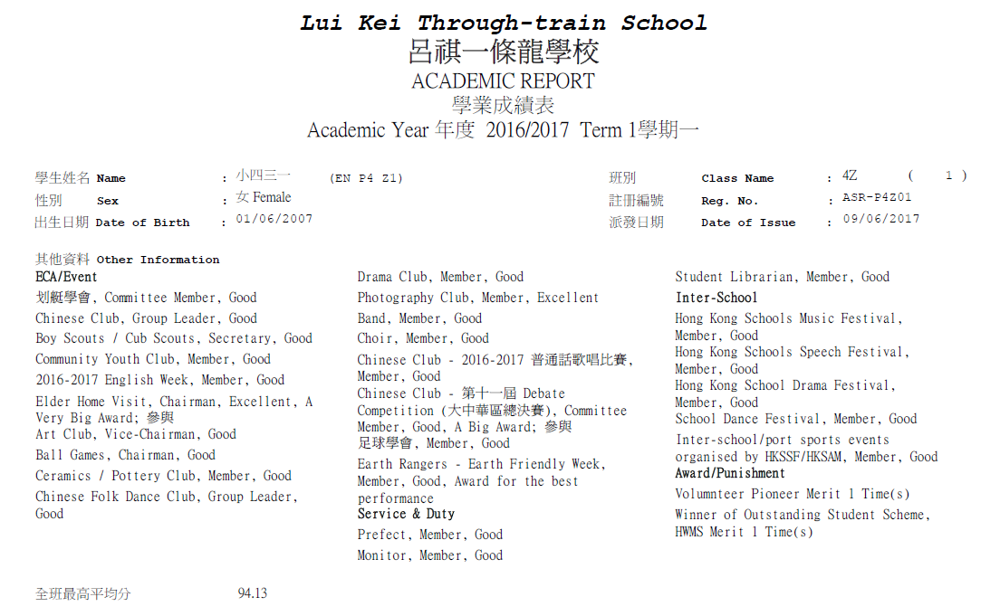 Lui Kei Through-train School
呂祺一條龍學校
ACADEMIC REPORT
學業成績表
Academic Year 年度 2016/2017 Term 1學期一
學生姓名 Name : 小四三一 (EN P4 Z1) 班別 Class Name : 4Z ( 1 )
性別 Sex : 女 Female 註冊編號 Reg. No. : ASR-P4Z01
出生日期 Date of Birth : 01/06/2007 派發日期 Date of Issue : 09/06/2017
其他資料 Other Information
ECA/Event
划艇學會, Committee Member, Good
Chinese Club, Group Leader, Good
Boy Scouts / Cub Scouts, Secretary, Good
Community Youth Club, Member, Good
2016-2017 English Week, Member, Good
Elder Home Visit, Chairman, Excellent, A
Very Big Award; 參與
Art Club, Vice-Chairman, Good
Ball Games, Chairman, Good
Ceramics / Pottery Club, Member, Good
Chinese Folk Dance Club, Group Leader,
Good
Drama Club, Member, Good
Photography Club, Member, Excellent
Band, Member, Good
Choir, Member, Good
Chinese Club - 2016-2017 普通話歌唱比賽,
Member, Good
Chinese Club - 第十一屆 Debate
Competition (大中華區總決賽), Committee
Member, Good, A Big Award; 參與
足球學會, Member, Good
Earth Rangers - Earth Friendly Week,
Member, Good, Award for the best
performance
Service & Duty
Prefect, Member, Good
Monitor, Member, Good
Student Librarian, Member, Good
Inter-School
Hong Kong Schools Music Festival,
Member, Good
Hong Kong Schools Speech Festival,
Member, Good
Hong Kong School Drama Festival,
Member, Good
School Dance Festival, Member, Good
Inter-school/port sports events
organised by HKSSF/HKSAM, Member, Good
Award/Punishment
Volumnteer Pioneer Merit 1 Time(s)
Winner of Outstanding Student Scheme,
HWMS Merit 1 Time(s)
全班最高平均分 94.13